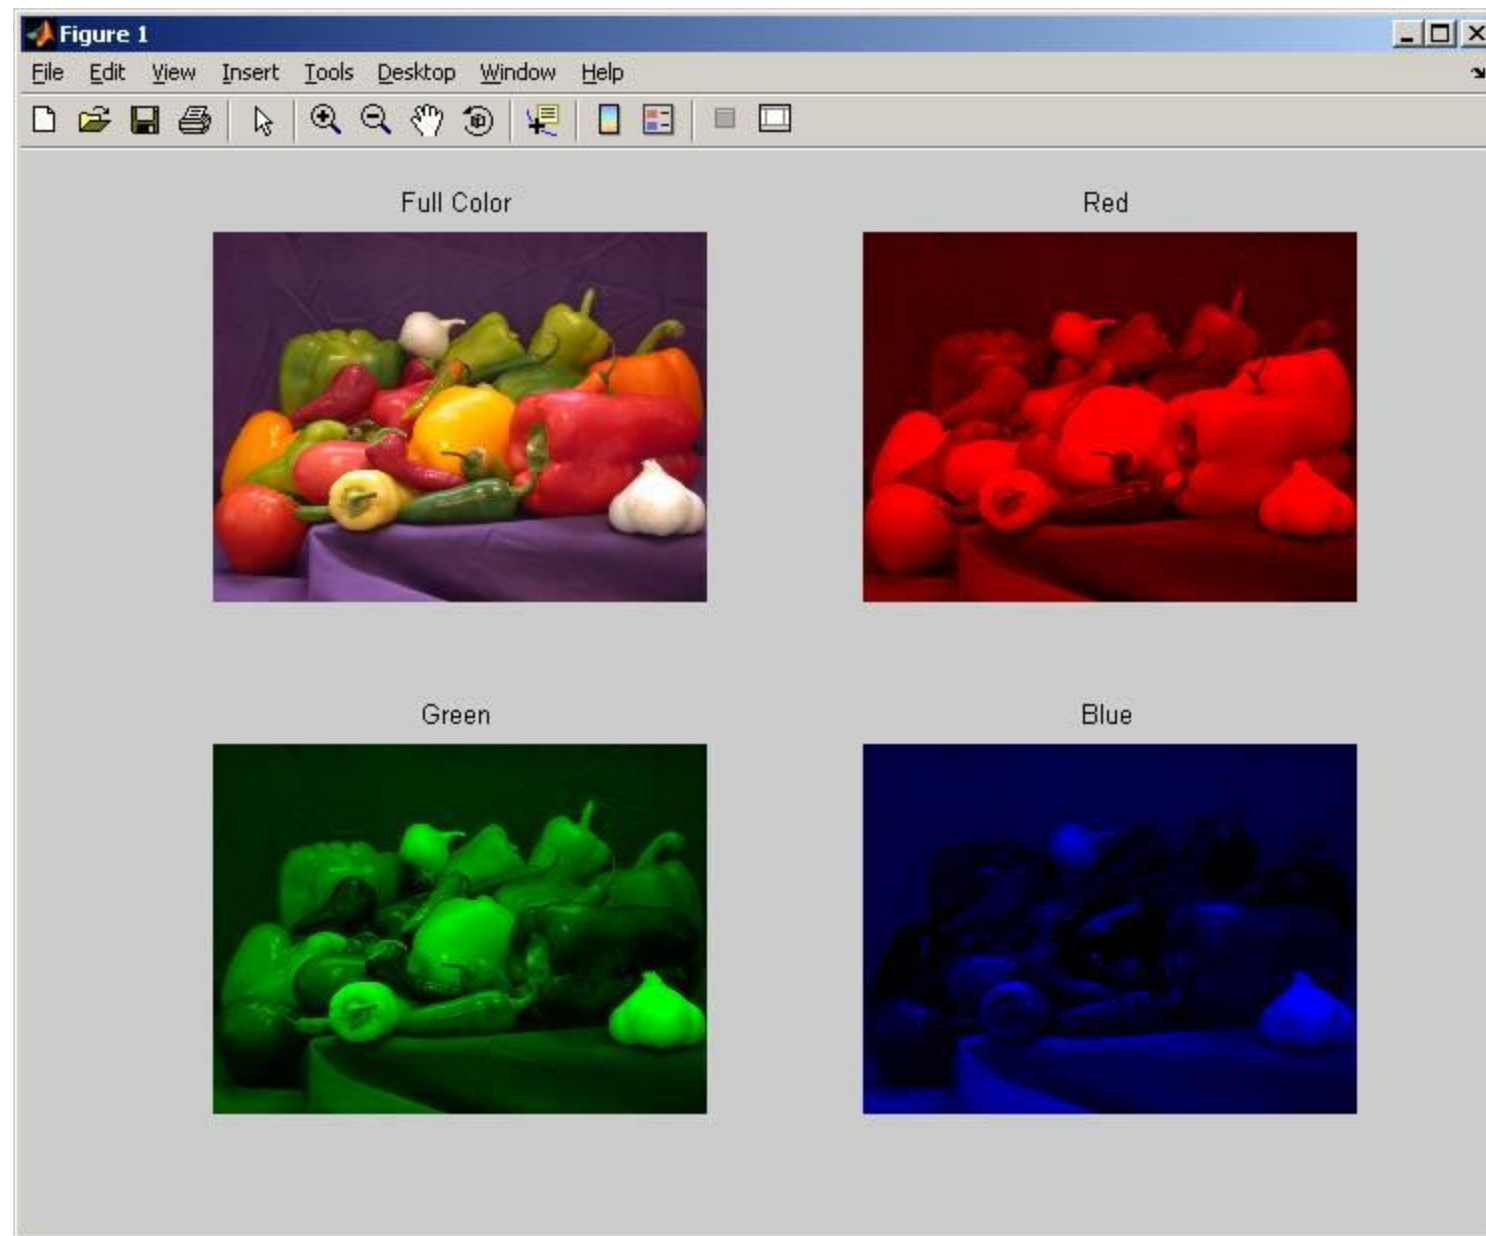 Figure 1
File Edit View Insert Tools Desktop Window Help
Full Color
Red
Green
Blue